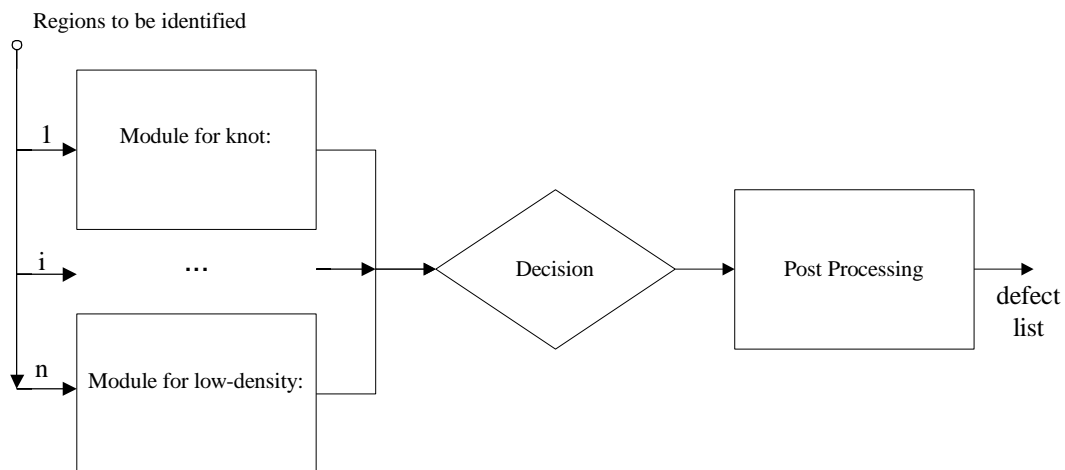 Regions to be identified
1
Module for knot:
i
...
n
Module for low-density:
Decision
Post Processing
defect
list